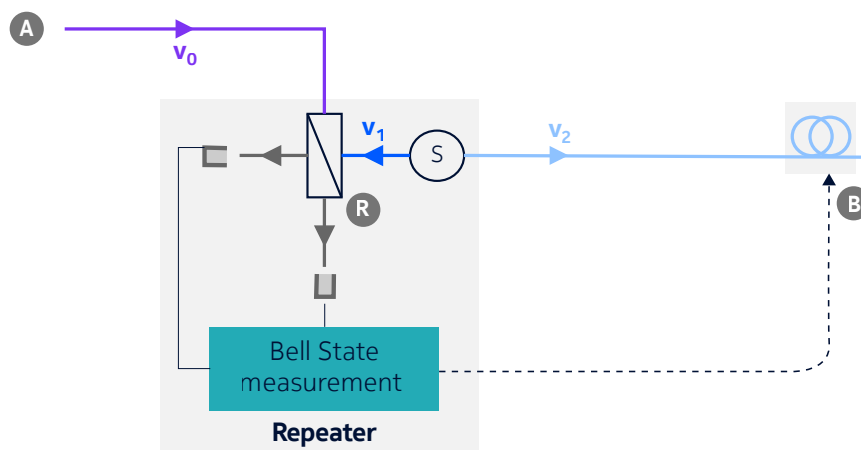 A
v0
v1
S
v2
R
B
Bell State
measurement
Repeater